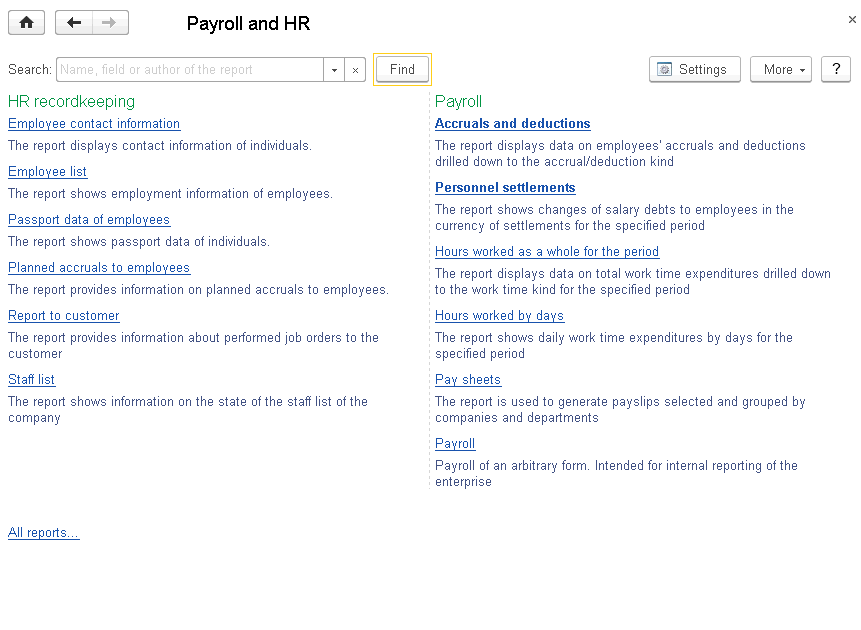 Payroll and HR
×
Search: Name, field or author of the report
×
Find
Settings
More
?
HR recordkeeping
Employee contact information
The report displays contact information of individuals.
Employee list
The report shows employment information of employees.
Passport data of employees
The report shows passport data of individuals.
Planned accruals to employees
The report provides information on planned accruals to employees.
Report to customer
The report provides information about performed job orders to the
customer
Staff list
The report shows information on the state of the staff list of the
company
Payroll
Accruals and deductions
The report displays data on employees' accruals and deductions
drilled down to the accrual/deduction kind
Personnel settlements
The report shows changes of salary debts to employees in the
currency of settlements for the specified period
Hours worked as a whole for the period
The report displays data on total work time expenditures drilled down
to the work time kind for the specified period
Hours worked by days
The report shows daily work time expenditures by days for the
specified period
Pay sheets
The report is used to generate payslips selected and grouped by
companies and departments
Payroll
Payroll of an arbitrary form. Intended for internal reporting of the
enterprise
All reports...